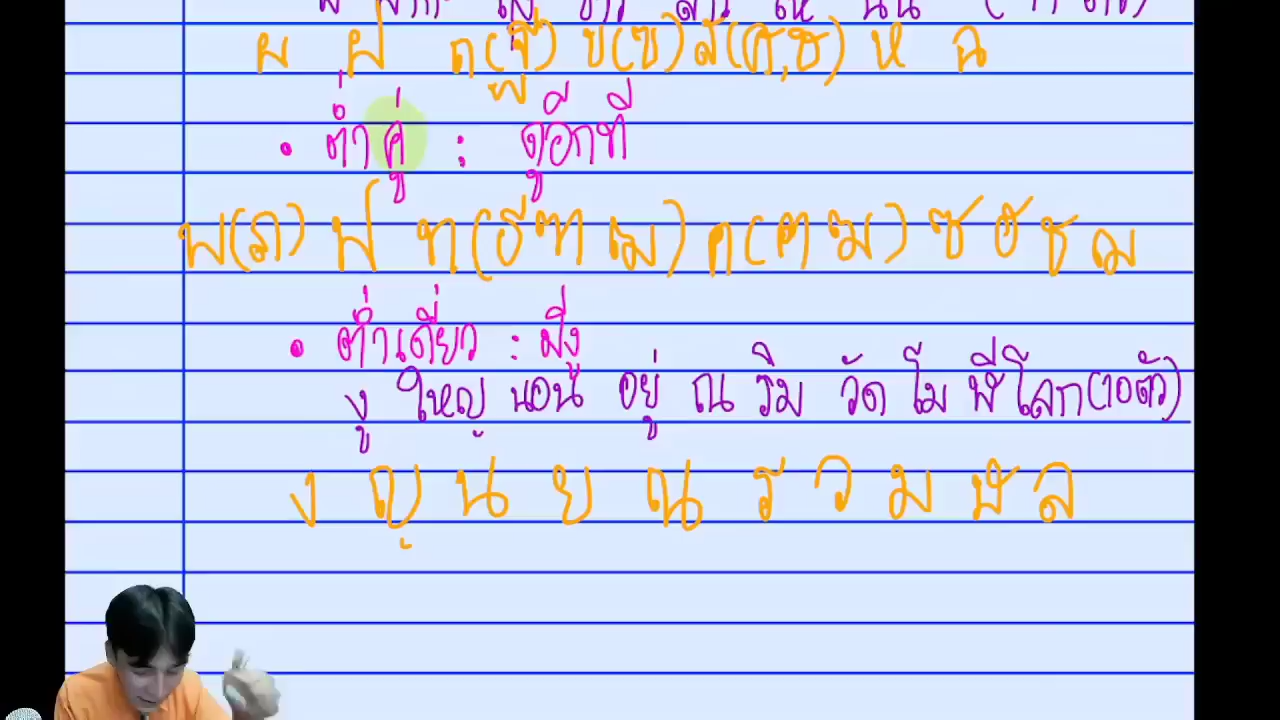 ผ ฝ ถ(ฐ) ข(ฃ) ส(ศ,ษ) ห ฉ
• ต่ำคู่ : ดูอีกที
พ(ภ) ฟ ท(ธ ฑ ฒ) ค(ฅ ฆ) ซ ฮ ช ฌ
• ต่ำเดี่ยว : มีงู
งู ใหญ่ นอน อยู่ ณ ริม วัด โม ฬีโลก(10ตัว)
ง ญ น ย ณ ร ว ม ฬ ล